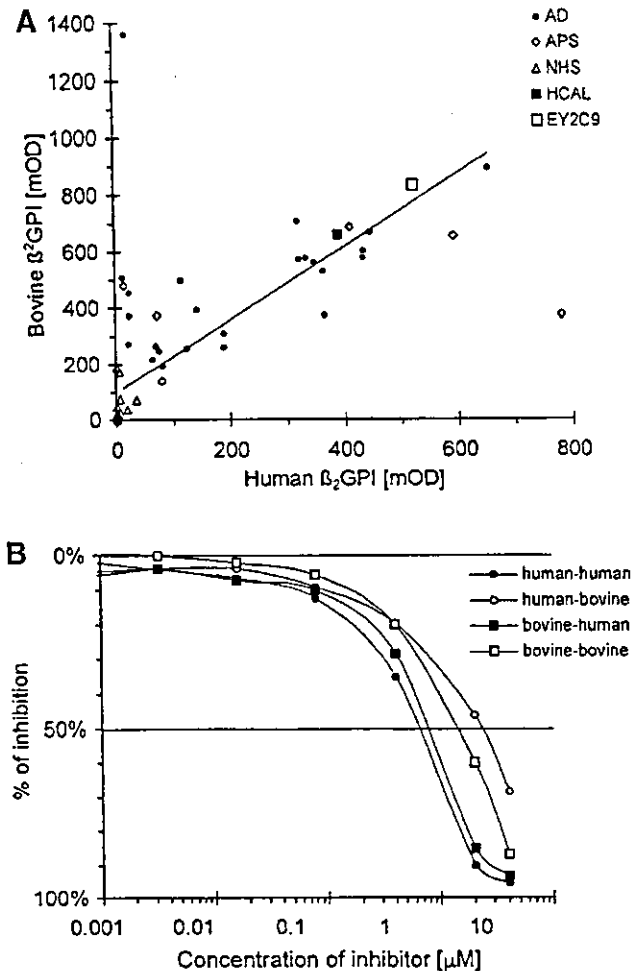 A
AD
APS
NHS
HCAL
EY2C9
1400
1200
1000
800
600
400
200
0
Bovine ß²GPI [mOD]
0 200 400 600 800
Human ß₂GPI [mOD]
B
0%
50%
100%
% of inhibition
human-human
human-bovine
bovine-human
bovine-bovine
0.001 0.01 0.1 1 10
Concentration of inhibitor [µM]